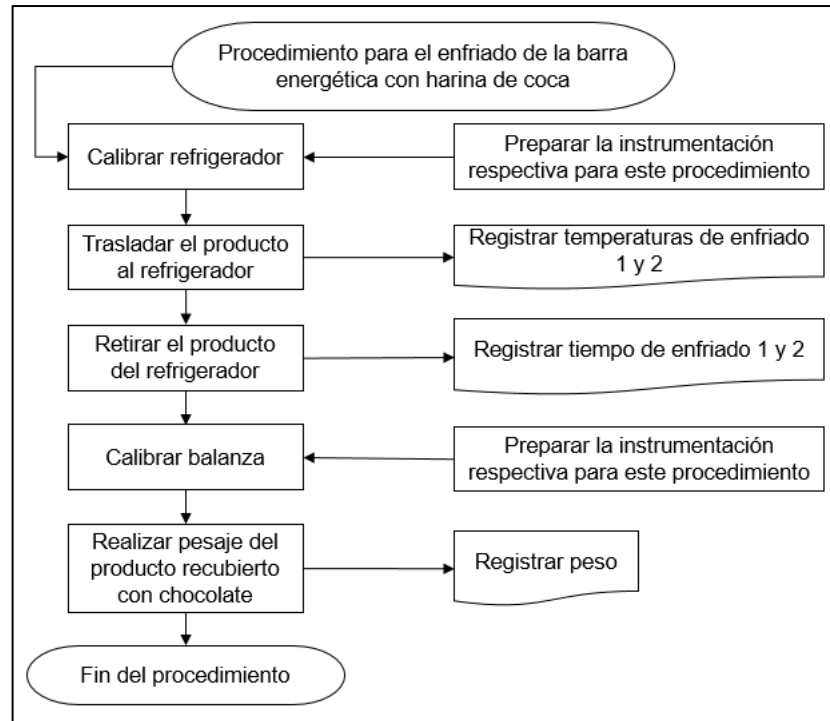 Procedimiento para el enfriado de la barra
energética con harina de coca
Calibrar refrigerador
Preparar la instrumentación
respectiva para este procedimiento
Trasladar el producto
al refrigerador
Registrar temperaturas de enfriado
1 y 2
Retirar el producto
del refrigerador
Registrar tiempo de enfriado 1 y 2
Calibrar balanza
Preparar la instrumentación
respectiva para este procedimiento
Realizar pesaje del
producto recubierto
con chocolate
Registrar peso
Fin del procedimiento